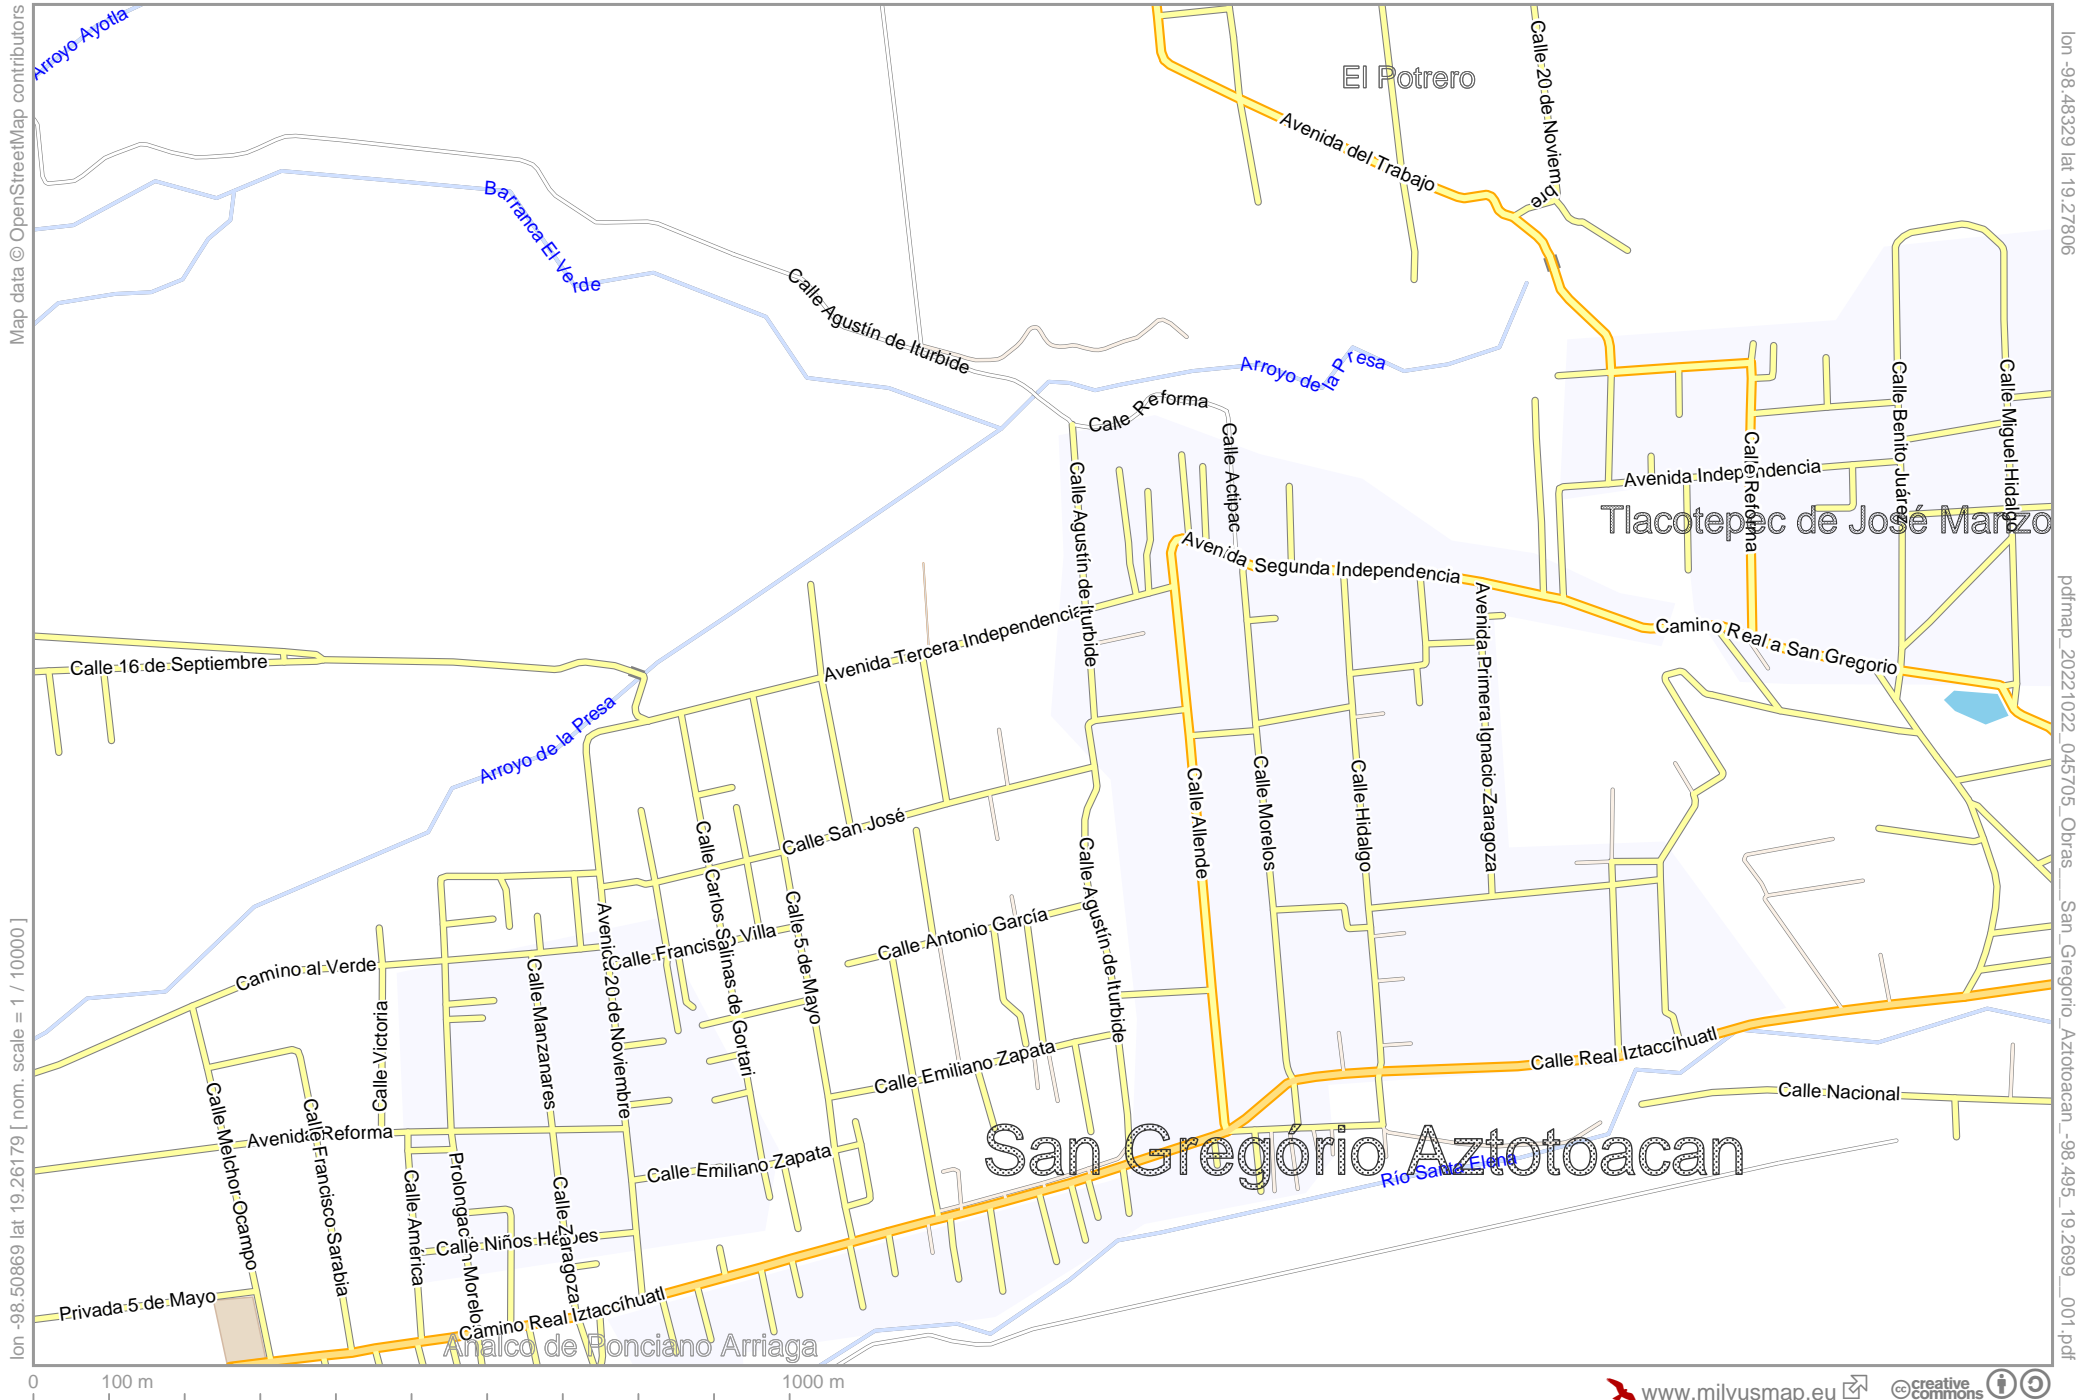 Map data © OpenStreetMap contributors
lon -98.50869 lat 19.26179 [ nom. scale = 1 / 10000 ]
lon -98.48329 lat 19.27806
pdfmap_20221022_045705_Obras___San_Gregorio_Aztotoacan_-98.495_19.2699__001.pdf
Arroyo Ayotla
El Potrero
Calle 20 de Noviembre
Avenida del Trabajo
Barranca El Verde
Calle Agustín de Iturbide
Arroyo de la Presa
Calle Reforma
Calle Actipac
Calle Benito Juárez
Calle Miguel Hidalgo
Calle Reforma
Avenida Independencia
Tlacotepec de José Manzo
Calle Agustín de Iturbide
Avenida Segunda Independencia
Avenida Primera Ignacio Zaragoza
Camino Real a San Gregorio
Avenida Tercera Independencia
Calle 16 de Septiembre
Arroyo de la Presa
Calle Allende
Calle Morelos
Calle Hidalgo
Calle San José
Calle Carlos Salinas de Gortari
Calle Agustín de Iturbide
Calle 5 de Mayo
Calle Antonio García
Avenida 20 de Noviembre
Calle Francisco Villa
Camino al Verde
Calle Manzanares
Calle Victoria
Calle Emiliano Zapata
Calle Real Iztaccíhuatl
Calle Nacional
Calle Melchor Ocampo
Calle Francisco Sarabia
Avenida Reforma
San Gregório Aztotoacan
Río Santa Elena
Calle Emiliano Zapata
Prolongación Morelos
Calle América
Calle Zaragoza
Calle Niños Heroes
Privada 5 de Mayo
Camino Real Iztaccíhuatl
Analco de Ponciano Arriaga
0 100 m 1000 m
www.milvusmap.eu
cc creative commons